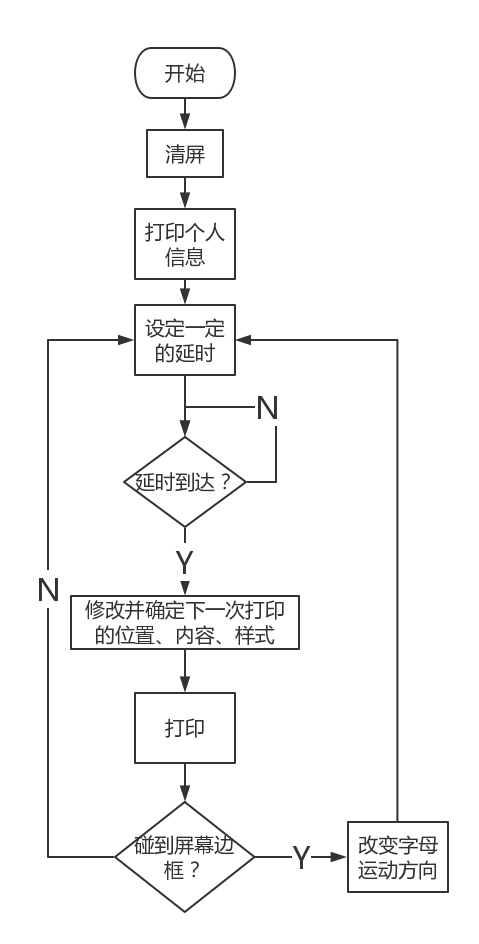 开始
清屏
打印个人
信息
设定一定
的延时
N
延时到达？
Y
N
修改并确定下一次打印
的位置、内容、样式
打印
碰到屏幕边
框？
Y
改变字母
运动方向